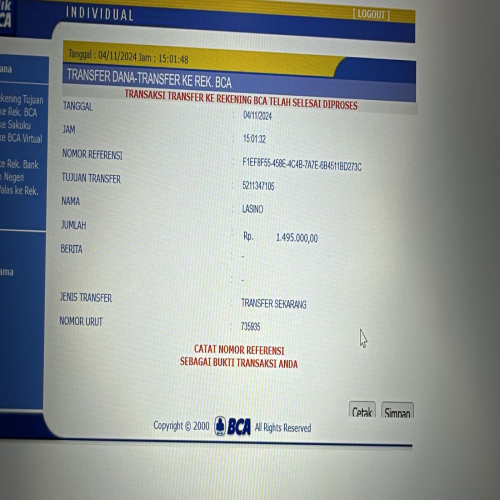 BCA
INDIVIDUAL
[ LOGOUT ]
Tanggal : 04/11/2024 Jam : 15:01:48
TRANSFER DANA-TRANSFER KE REK. BCA
TRANSAKSI TRANSFER KE REKENING BCA TELAH SELESAI DIPROSES
ana
ekening Tujuan
ke Rek. BCA
ke Sakuku
ke BCA Virtual
ke Rek. Bank
Negeri
alas ke Rek.
ama
TANGGAL : 04/11/2024
JAM : 15:01:32
NOMOR REFERENSI : F1EF8F55-458E-4C4B-7A7E-6B4511BD273C
TUJUAN TRANSFER : 5211347105
NAMA : LASINO
JUMLAH : Rp. 1.495.000,00
BERITA : -
: -
JENIS TRANSFER : TRANSFER SEKARANG
NOMOR URUT : 735935
CATAT NOMOR REFERENSI
SEBAGAI BUKTI TRANSAKSI ANDA
Cetak Simpan
Copyright © 2000 BCA All Rights Reserved